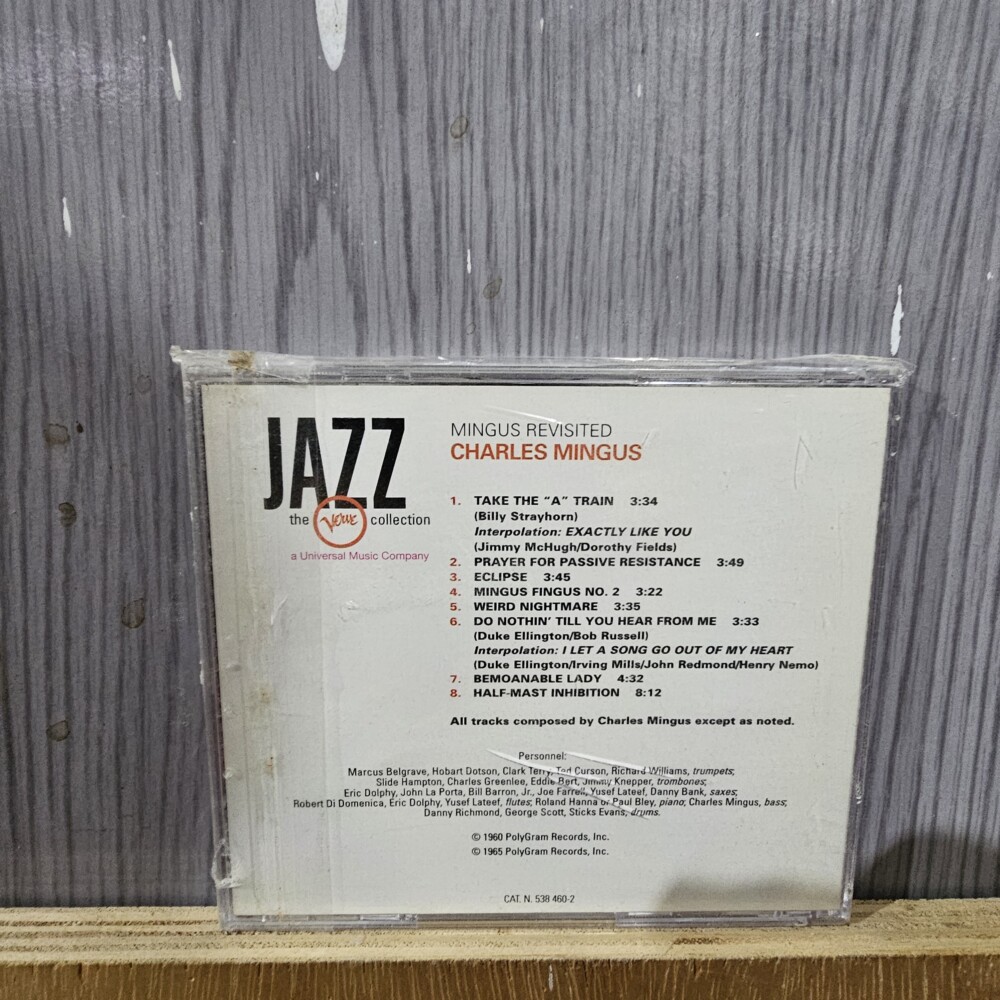 JAZZ
the Verve collection
a Universal Music Company
MINGUS REVISITED
CHARLES MINGUS
1. TAKE THE "A" TRAIN 3:34
(Billy Strayhorn)
Interpolation: EXACTLY LIKE YOU
(Jimmy McHugh/Dorothy Fields)
2. PRAYER FOR PASSIVE RESISTANCE 3:49
3. ECLIPSE 3:45
4. MINGUS FINGUS NO. 2 3:22
5. WEIRD NIGHTMARE 3:35
6. DO NOTHIN' TILL YOU HEAR FROM ME 3:33
(Duke Ellington/Bob Russell)
Interpolation: I LET A SONG GO OUT OF MY HEART
(Duke Ellington/Irving Mills/John Redmond/Henry Nemo)
7. BEMOANABLE LADY 4:32
8. HALF-MAST INHIBITION 8:12
All tracks composed by Charles Mingus except as noted.
Personnel:
Marcus Belgrave, Hobart Dotson, Clark Terry, Ted Curson, Richard Williams, trumpets;
Slide Hampton, Charles Greenlee, Eddie Bert, Jimmy Knepper, trombones;
Eric Dolphy, John La Porta, Bill Barron, Jr., Joe Farrell, Yusef Lateef, Danny Bank, saxes;
Robert Di Domenica, Eric Dolphy, Yusef Lateef, flutes; Roland Hanna or Paul Bley, piano; Charles Mingus, bass;
Danny Richmond, George Scott, Sticks Evans, drums.
© 1960 PolyGram Records, Inc.
© 1965 PolyGram Records, Inc.
CAT. N. 538 460-2